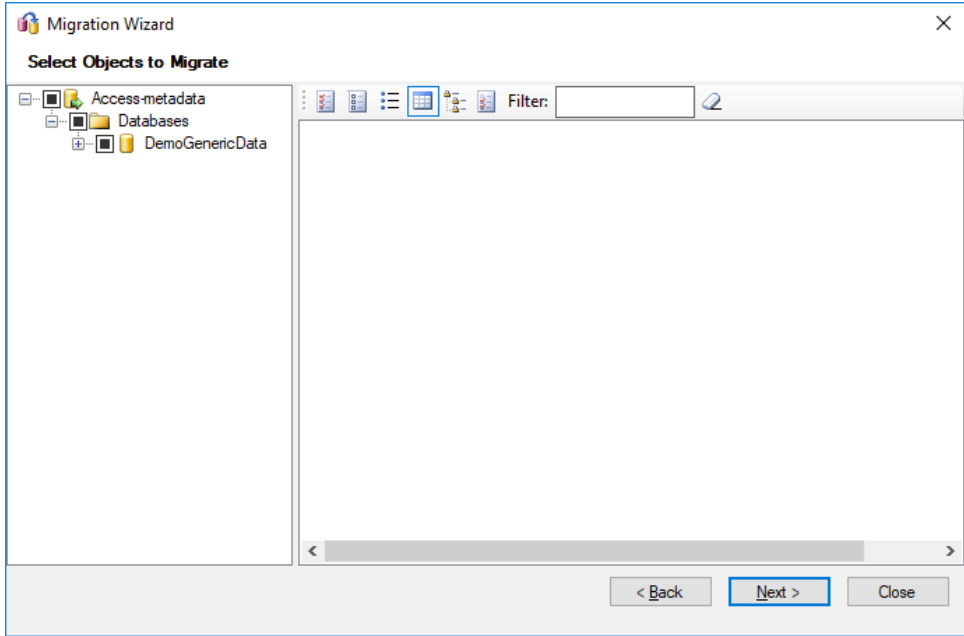 Migration Wizard
Select Objects to Migrate
Access-metadata
Databases
DemoGenericData
Filter:
< Back
Next >
Close